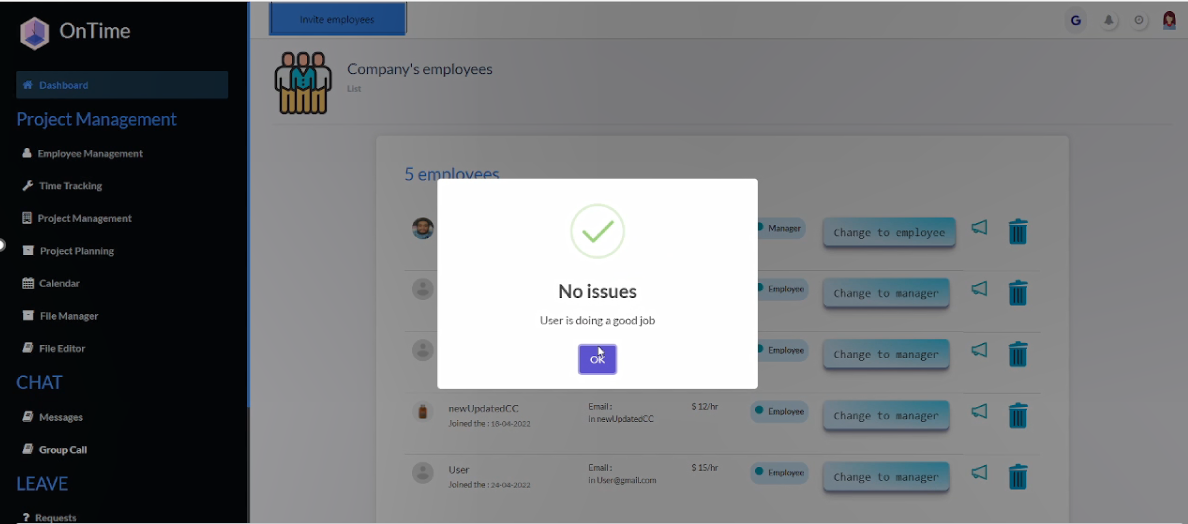 OnTime
Invite employees
G
Dashboard
Company's employees
List
Project Management
Employee Management
Time Tracking
Project Management
Project Planning
Calendar
File Manager
File Editor
CHAT
Messages
Group Call
LEAVE
? Requests
5 employees
Manager
Change to employee
Employee
Change to manager
Employee
Change to manager
No issues
User is doing a good job
OK
newUpdatedCC
Joined the : 18-04-2022
Email :
in newUpdatedCC
$ 12/hr
Employee
Change to manager
User
Joined the : 24-04-2022
Email :
in User@gmail.com
$ 15/hr
Employee
Change to manager